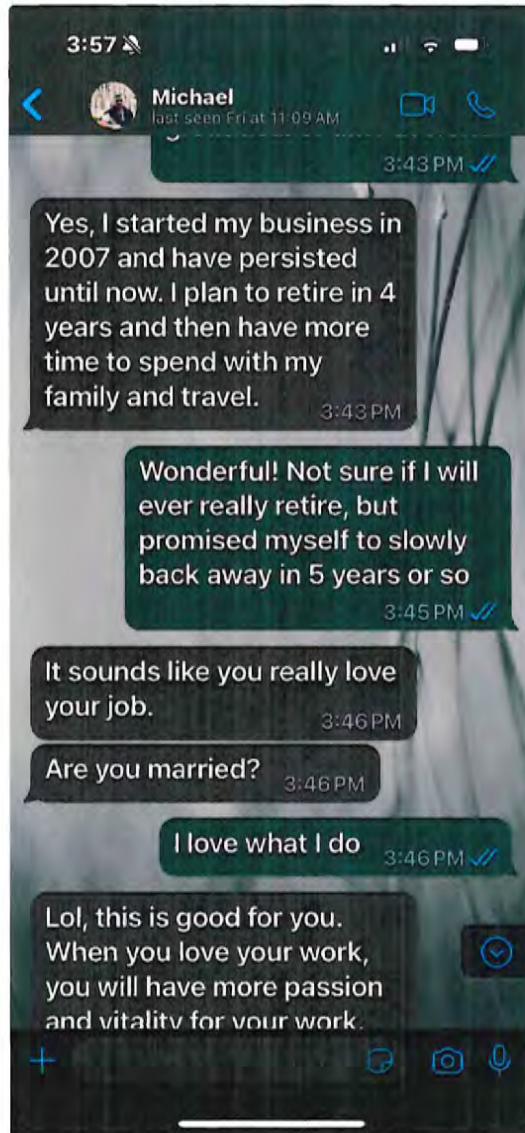 3:57
Michael
last seen Fri at 11:09 AM
3:43 PM
Yes, I started my business in
2007 and have persisted
until now. I plan to retire in 4
years and then have more
time to spend with my
family and travel.
3:43 PM
Wonderful! Not sure if I will
ever really retire, but
promised myself to slowly
back away in 5 years or so
3:45 PM
It sounds like you really love
your job.
3:46 PM
Are you married? 3:46 PM
I love what I do 3:46 PM
Lol, this is good for you.
When you love your work,
you will have more passion
and vitality for your work.